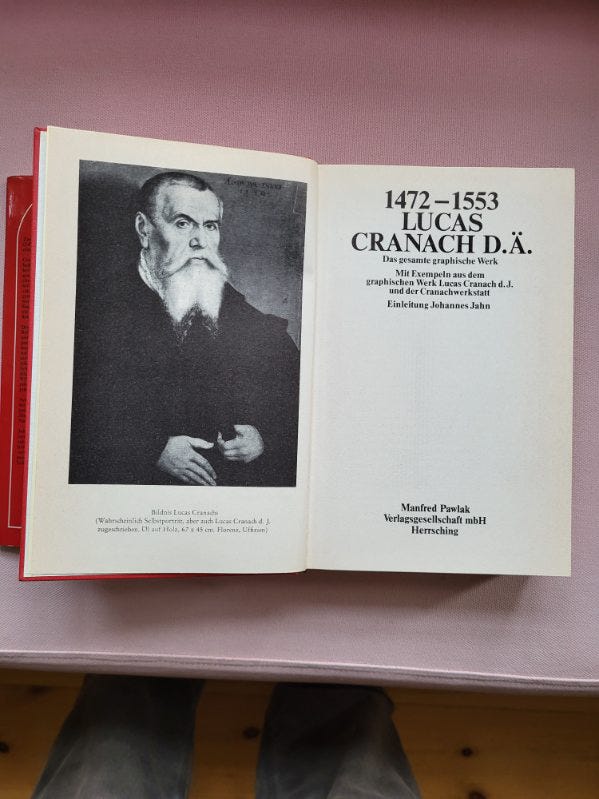 Bildnis Lucas Cranachs
(Wahrscheinlich Selbstporträt, aber auch Lucas Cranach d. J.
zugeschrieben. Öl auf Holz, 67 x 45 cm. Florenz, Uffizien)
1472–1553
LUCAS
CRANACH D.Ä.
Das gesamte graphische Werk
Mit Exempeln aus dem
graphischen Werk Lucas Cranach d. J.
und der Cranachwerkstatt
Einleitung Johannes Jahn
Manfred Pawlak
Verlagsgesellschaft mbH
Herrsching